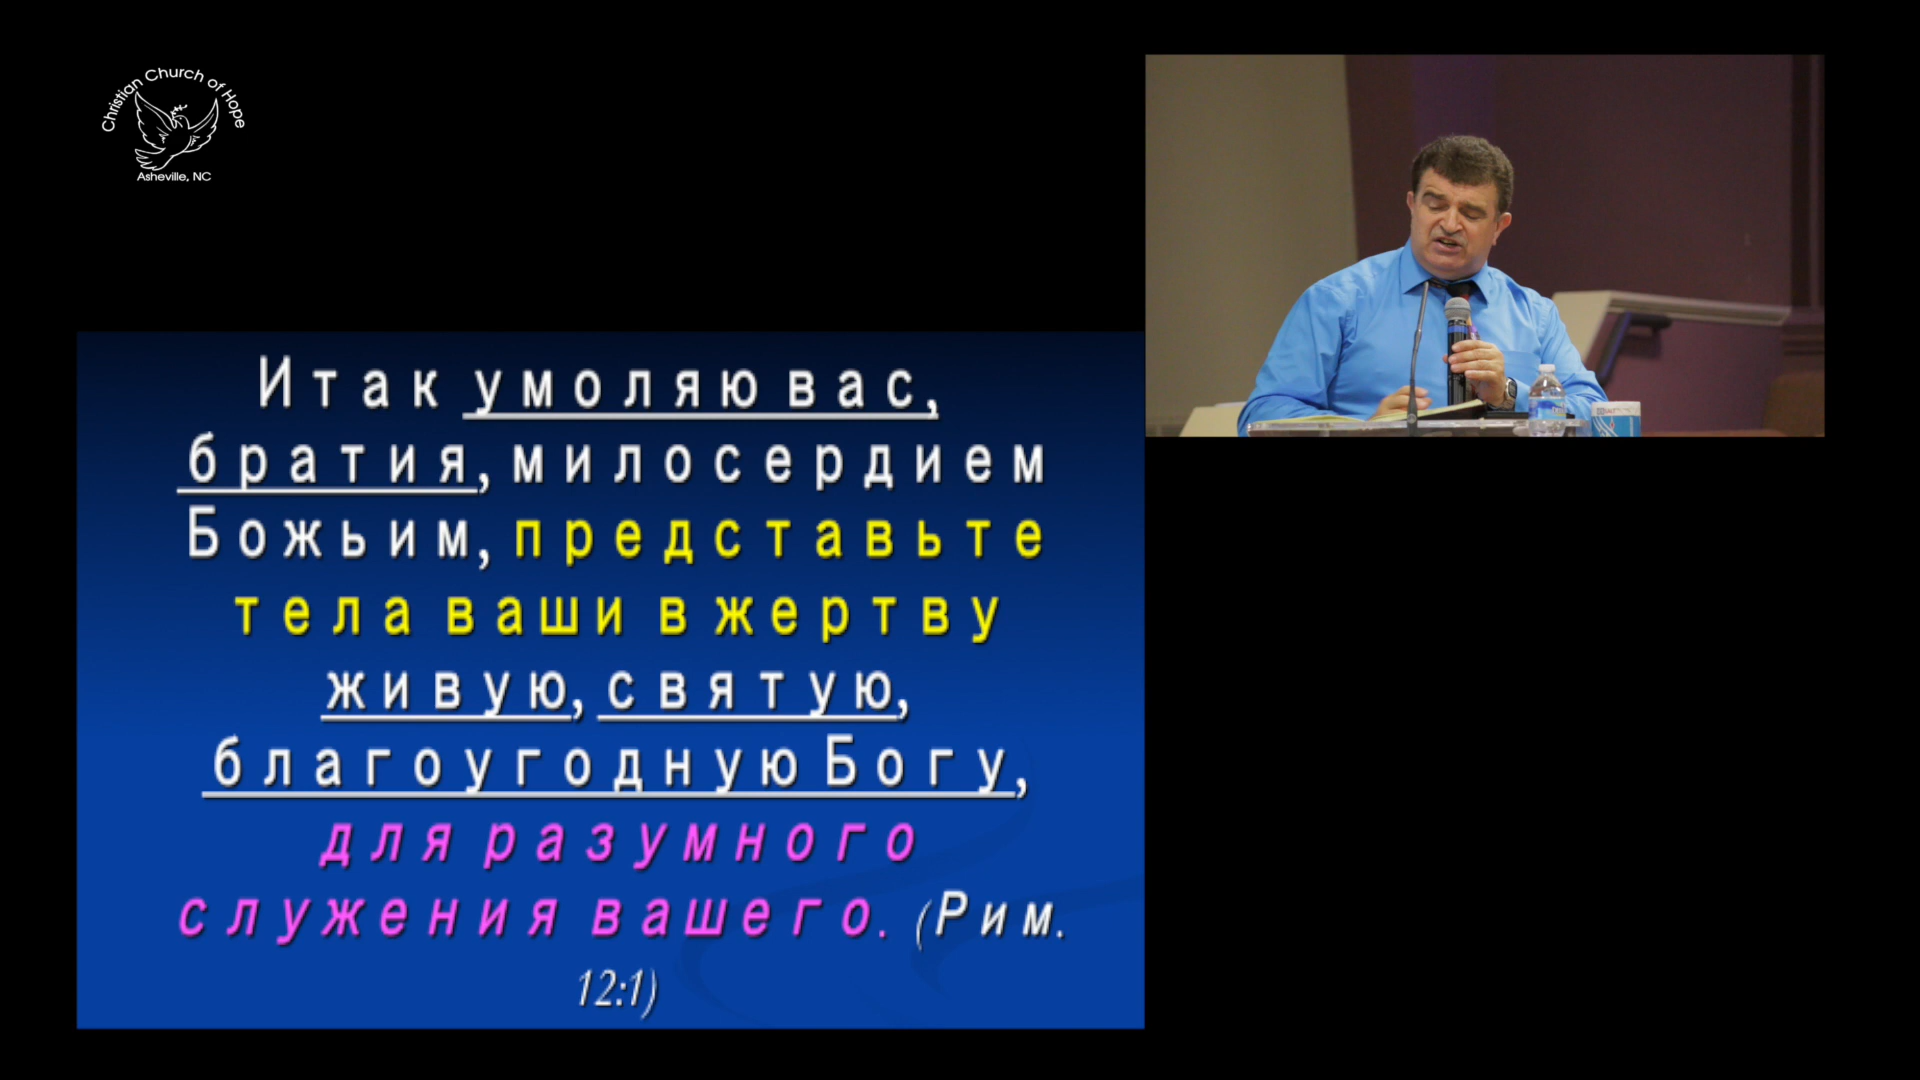 Christian Church of Hope
Asheville, NC
Итак умоляю вас,
братия, милосердием
Божьим, представьте
тела ваши в жертву
живую, святую,
благоугодную Богу,
для разумного
служения вашего. (Рим.
12:1)